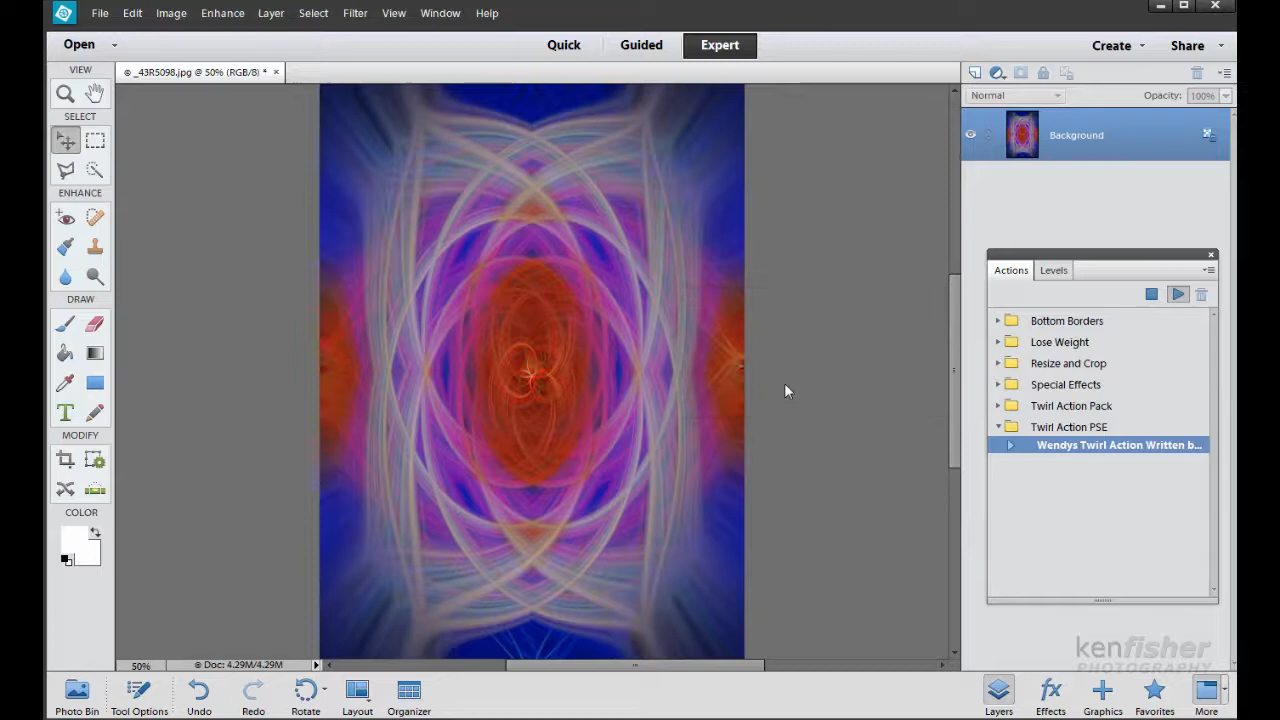 File Edit Image Enhance Layer Select Filter View Window Help
Open Quick Guided Expert Create Share
VIEW
_43R5098.jpg @ 50% (RGB/8) * ×
Normal Opacity: 100%
SELECT
Background
ENHANCE
Actions Levels
DRAW
Bottom Borders
Lose Weight
Resize and Crop
Special Effects
Twirl Action Pack
Twirl Action PSE
MODIFY
Wendys Twirl Action Written b...
COLOR
kenfisher
PHOTOGRAPHY
50% Doc: 4.29M/4.29M
Photo Bin Tool Options Undo Redo Rotate Layout Organizer Layers Effects Graphics Favorites More